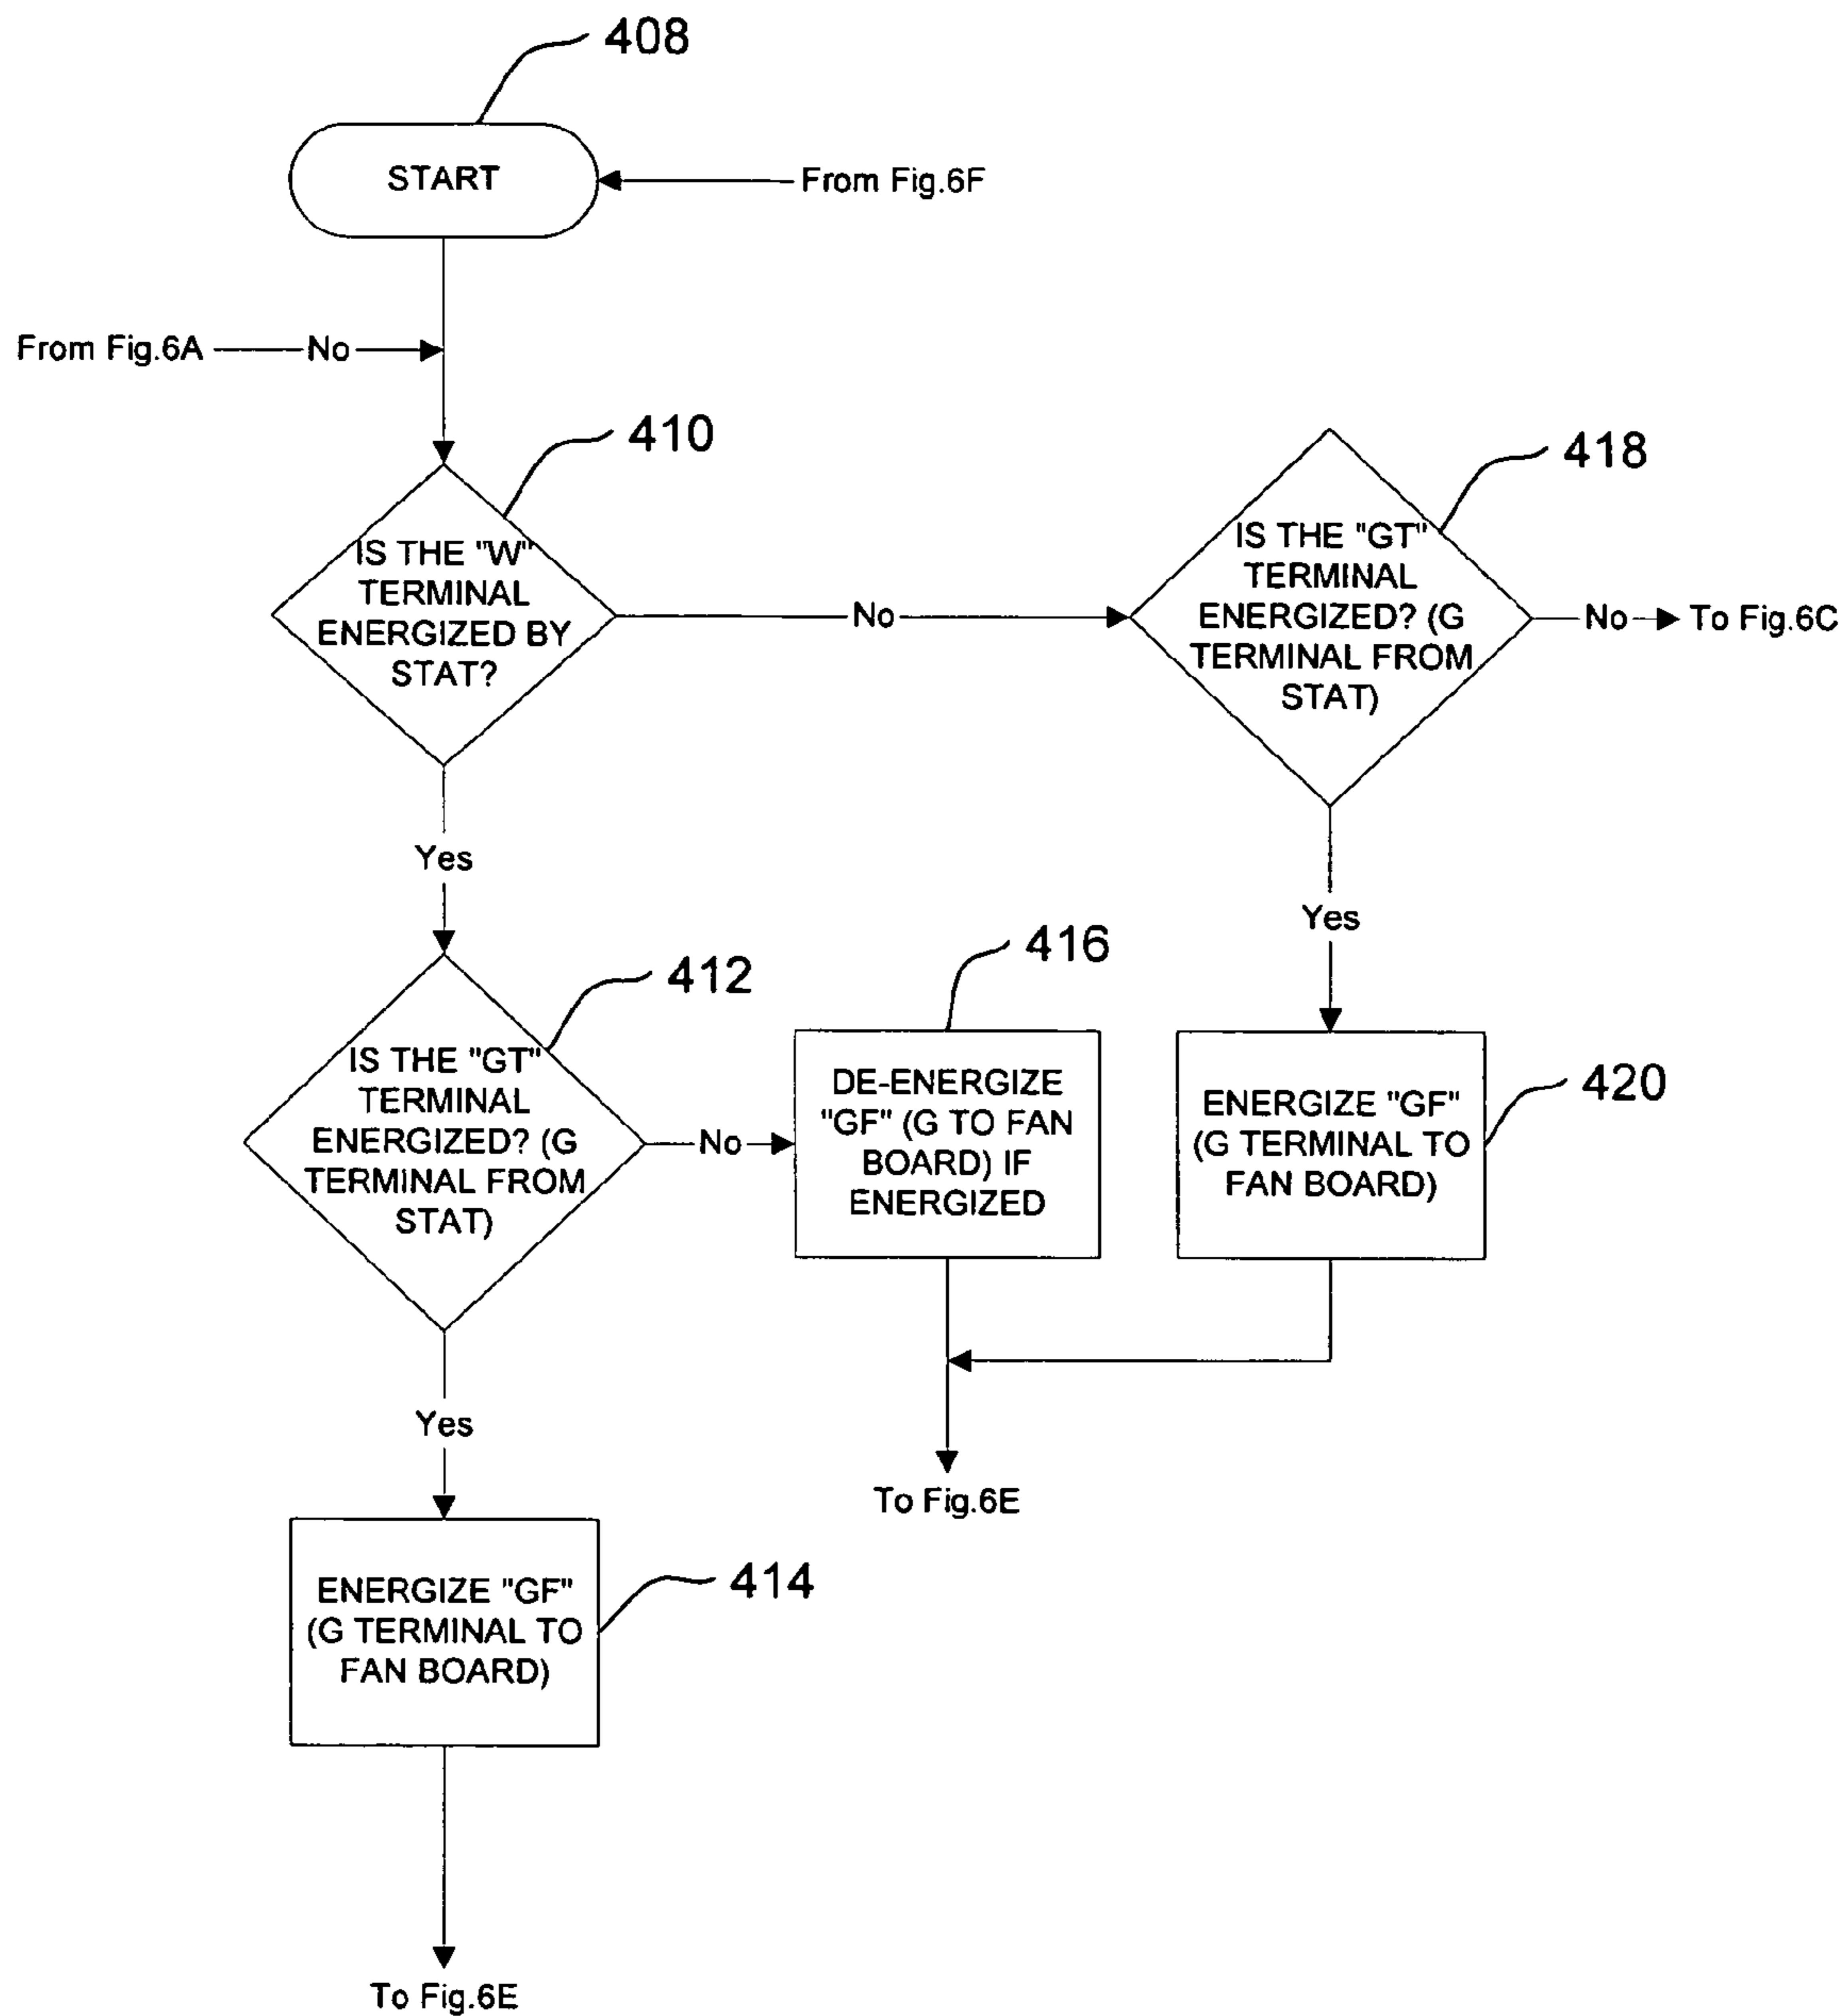 408
START
From Fig.6F
From Fig.6A
No
410
IS THE "W"
TERMINAL
ENERGIZED BY
STAT?
No
418
IS THE "GT"
TERMINAL
ENERGIZED? (G
TERMINAL FROM
STAT)
No
To Fig.6C
Yes
Yes
412
IS THE "GT"
TERMINAL
ENERGIZED? (G
TERMINAL FROM
STAT)
No
416
DE-ENERGIZE
"GF" (G TO FAN
BOARD) IF
ENERGIZED
420
ENERGIZE "GF"
(G TERMINAL TO
FAN BOARD)
Yes
To Fig.6E
414
ENERGIZE "GF"
(G TERMINAL TO
FAN BOARD)
To Fig.6E